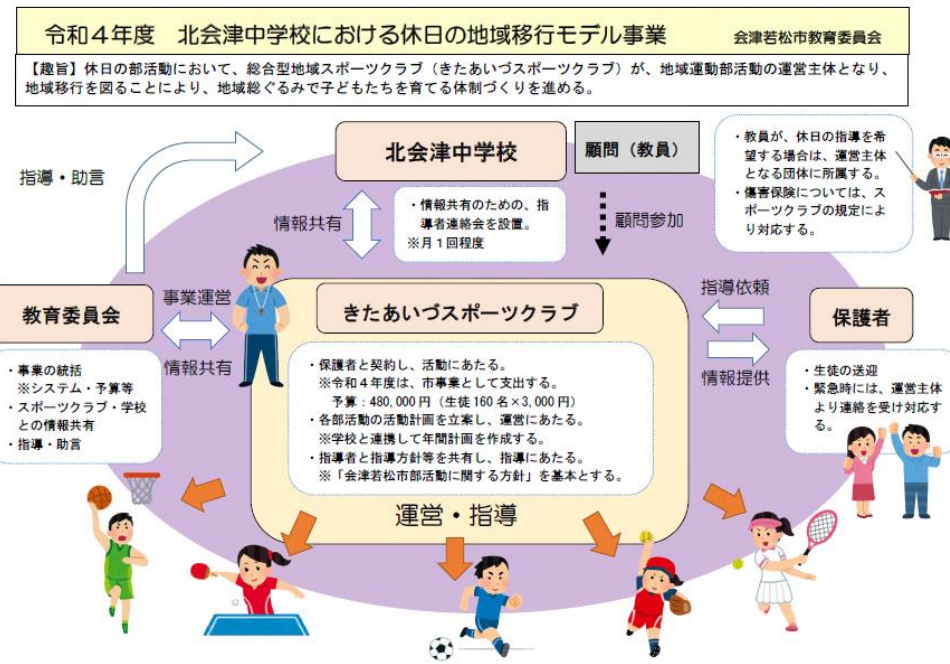 令和４年度　北会津中学校における休日の地域移行モデル事業
会津若松市教育委員会
【趣旨】休日の部活動において、総合型地域スポーツクラブ（きたあいづスポーツクラブ）が、地域運動部活動の運営主体となり、
地域移行を図ることにより、地域総ぐるみで子どもたちを育てる体制づくりを進める。
指導・助言
北会津中学校
顧問（教員）
・教員が、休日の指導を希
望する場合は、運営主体
となる団体に所属する。
・傷害保険については、ス
ポーツクラブの規定によ
り対応する。
情報共有
・情報共有のための、指
導者連絡会を設置。
※月１回程度
顧問参加
教育委員会
事業運営
情報共有
・事業の統括
※システム・予算等
・スポーツクラブ・学校
との情報共有
・指導・助言
きたあいづスポーツクラブ
・保護者と契約し、活動にあたる。
※令和４年度は、市事業として支出する。
予算：480,000円（生徒160名×3,000円）
・各部活動の活動計画を立案し、運営にあたる。
※学校と連携して年間計画を作成する。
・指導者と指導方針等を共有し、指導にあたる。
※「会津若松市部活動に関する方針」を基本とする。
運営・指導
指導依頼
情報提供
保護者
・生徒の送迎
・緊急時には、運営主体
より連絡を受け対応す
る。